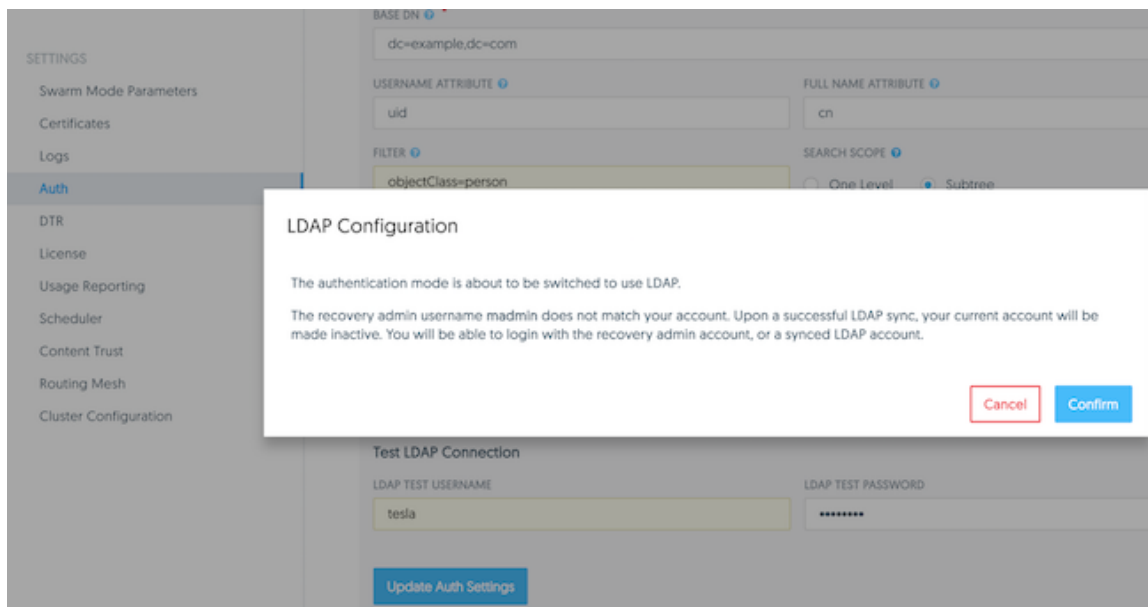 BASE DN
dc=example,dc=com
SETTINGS
Swarm Mode Parameters
Certificates
Logs
Auth
DTR
License
Usage Reporting
Scheduler
Content Trust
Routing Mesh
Cluster Configuration
USERNAME ATTRIBUTE
FULL NAME ATTRIBUTE
uid
cn
FILTER
SEARCH SCOPE
objectClass=person
One Level
Subtree
LDAP Configuration
The authentication mode is about to be switched to use LDAP.
The recovery admin username madmin does not match your account. Upon a successful LDAP sync, your current account will be
made inactive. You will be able to login with the recovery admin account, or a synced LDAP account.
Cancel
Confirm
Test LDAP Connection
LDAP TEST USERNAME
LDAP TEST PASSWORD
tesla
••••••••
Update Auth Settings